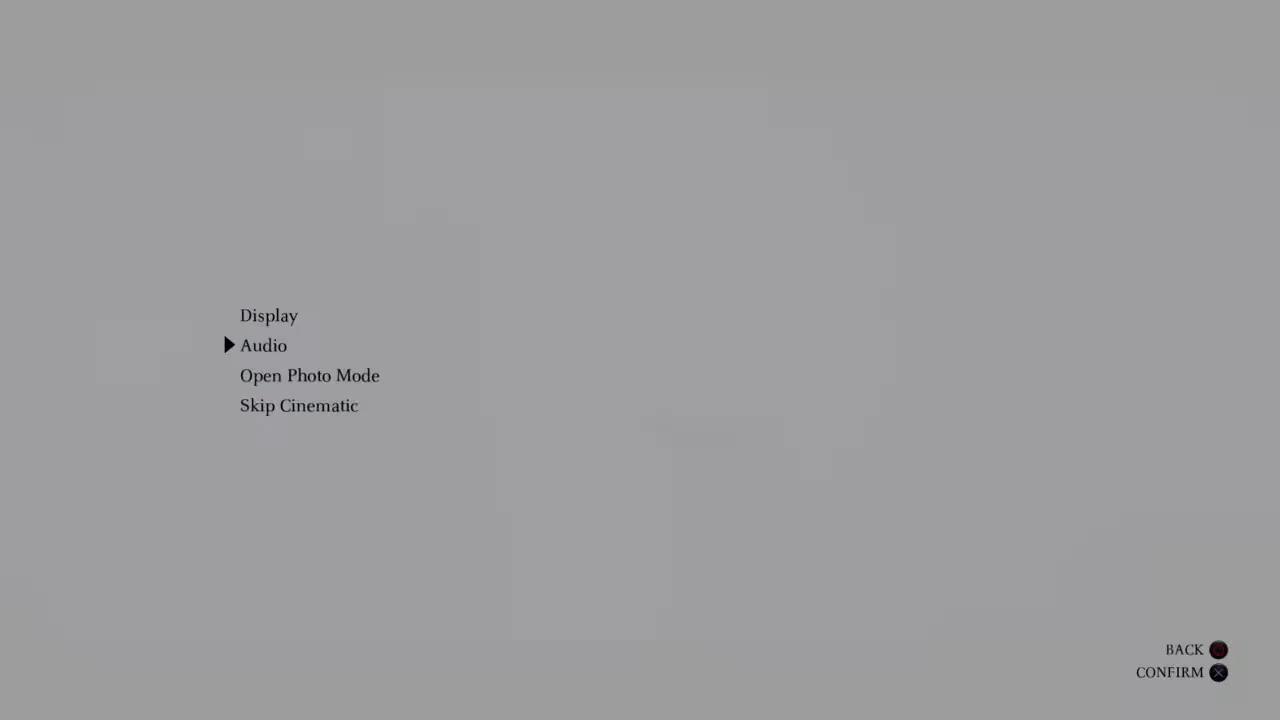 Display
Audio
Open Photo Mode
Skip Cinematic
BACK
CONFIRM